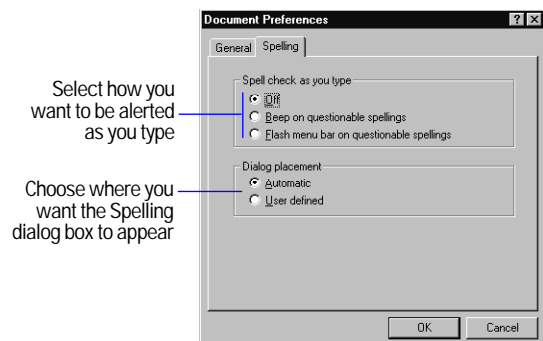 Document Preferences
General Spelling
Spell check as you type
Off
Beep on questionable spellings
Flash menu bar on questionable spellings
Select how you
want to be alerted
as you type
Dialog placement
Automatic
User defined
Choose where you
want the Spelling
dialog box to appear
OK Cancel